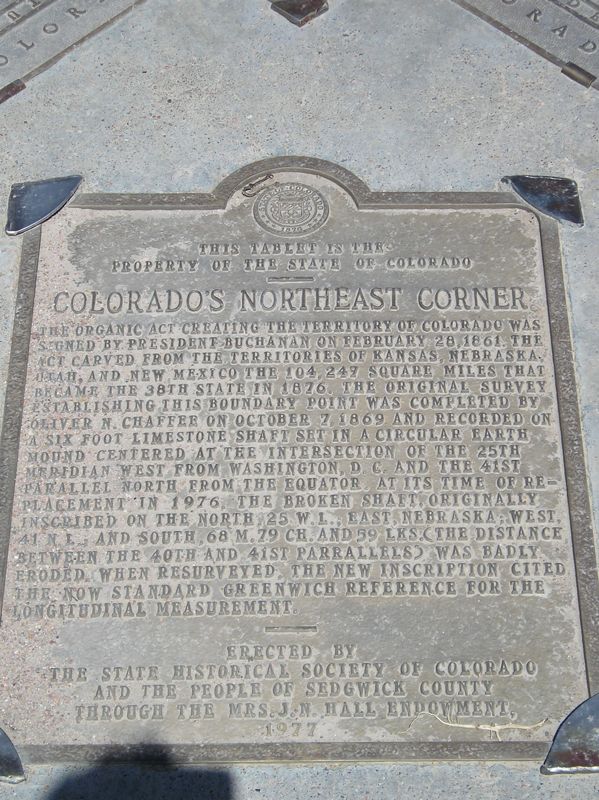 COLOR
ORAD
DE
1876
THIS TABLET IS THE
PROPERTY OF THE STATE OF COLORADO
COLORADO'S NORTHEAST CORNER
THE ORGANIC ACT CREATING THE TERRITORY OF COLORADO WAS
SIGNED BY PRESIDENT BUCHANAN ON FEBRUARY 28, 1861. THE
ACT CARVED FROM THE TERRITORIES OF KANSAS, NEBRASKA,
UTAH, AND NEW MEXICO THE 104,247 SQUARE MILES THAT
BECAME THE 38TH STATE IN 1876. THE ORIGINAL SURVEY
ESTABLISHING THIS BOUNDARY POINT WAS COMPLETED BY
OLIVER N. CHAFFEE ON OCTOBER 7, 1869 AND RECORDED ON
A SIX FOOT LIMESTONE SHAFT SET IN A CIRCULAR EARTH
MOUND CENTERED AT THE INTERSECTION OF THE 25TH
MERIDIAN WEST FROM WASHINGTON, D.C. AND THE 41ST
PARALLEL NORTH FROM THE EQUATOR. AT ITS TIME OF RE-
PLACEMENT IN 1976, THE BROKEN SHAFT, ORIGINALLY
INSCRIBED ON THE NORTH, 25 W.L., EAST, NEBRASKA, WEST,
41 N.L., AND SOUTH, 68 M. 79 CH. AND 59 LKS. (THE DISTANCE
BETWEEN THE 40TH AND 41ST PARRALLELS) WAS BADLY
ERODED. WHEN RESURVEYED, THE NEW INSCRIPTION CITED
THE NOW STANDARD GREENWICH REFERENCE FOR THE
LONGITUDINAL MEASUREMENT.
ERECTED BY
THE STATE HISTORICAL SOCIETY OF COLORADO
AND THE PEOPLE OF SEDGWICK COUNTY
THROUGH THE MRS. J.N. HALL ENDOWMENT,
1977